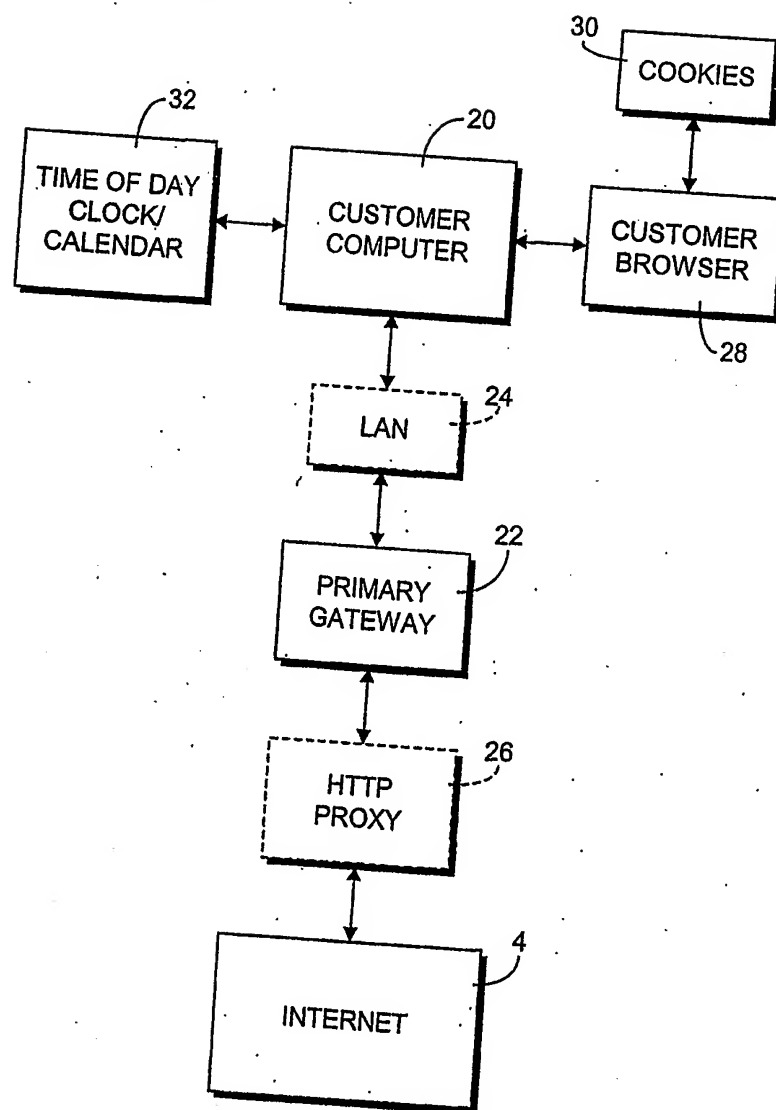 30
COOKIES
32
20
TIME OF DAY
CLOCK/
CALENDAR
CUSTOMER
COMPUTER
CUSTOMER
BROWSER
28
24
LAN
22
PRIMARY
GATEWAY
26
HTTP
PROXY
4
INTERNET